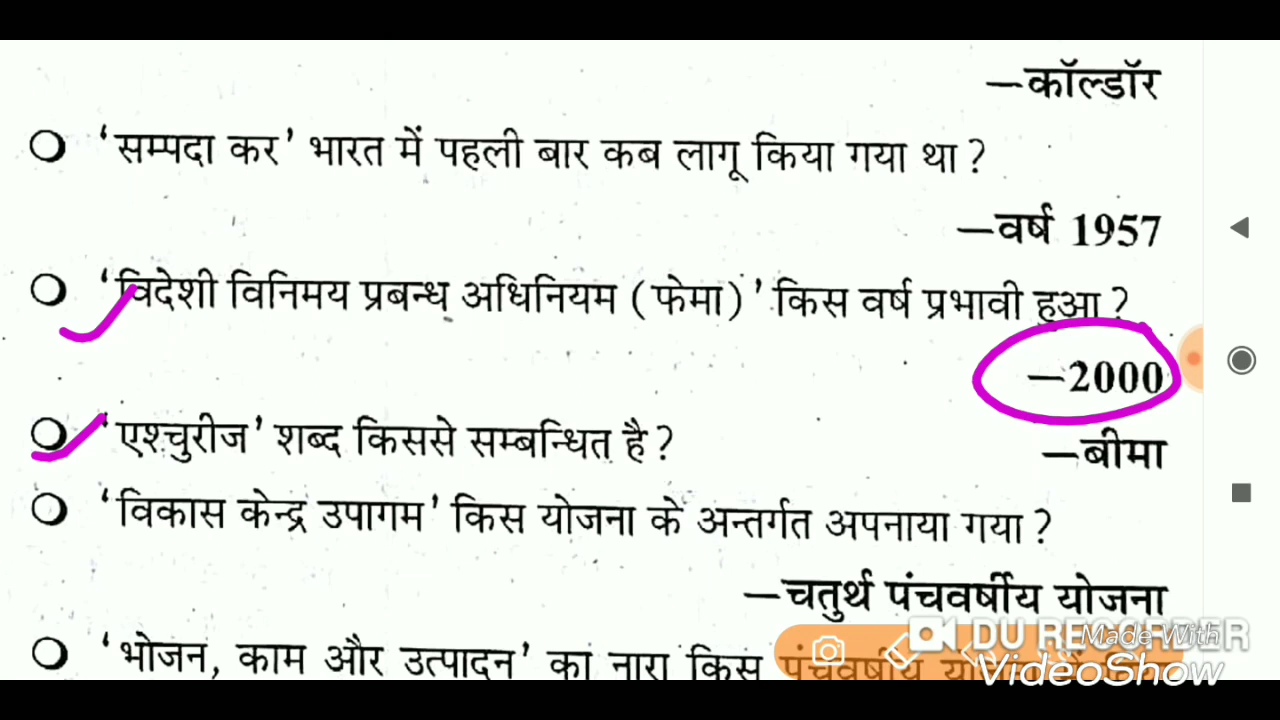 —कॉल्डॉर
'सम्पदा कर' भारत में पहली बार कब लागू किया गया था?
—वर्ष 1957
'विदेशी विनिमय प्रबन्ध अधिनियम (फेमा)' किस वर्ष प्रभावी हुआ?
—2000
'एश्चुरीज' शब्द किससे सम्बन्धित है?
—बीमा
'विकास केन्द्र उपागम' किस योजना के अन्तर्गत अपनाया गया?
—चतुर्थ पंचवर्षीय योजना
DU RECORDER
Made With
VideoShow
'भोजन, काम और उत्पादन' का नारा किस पंचवर्षीय